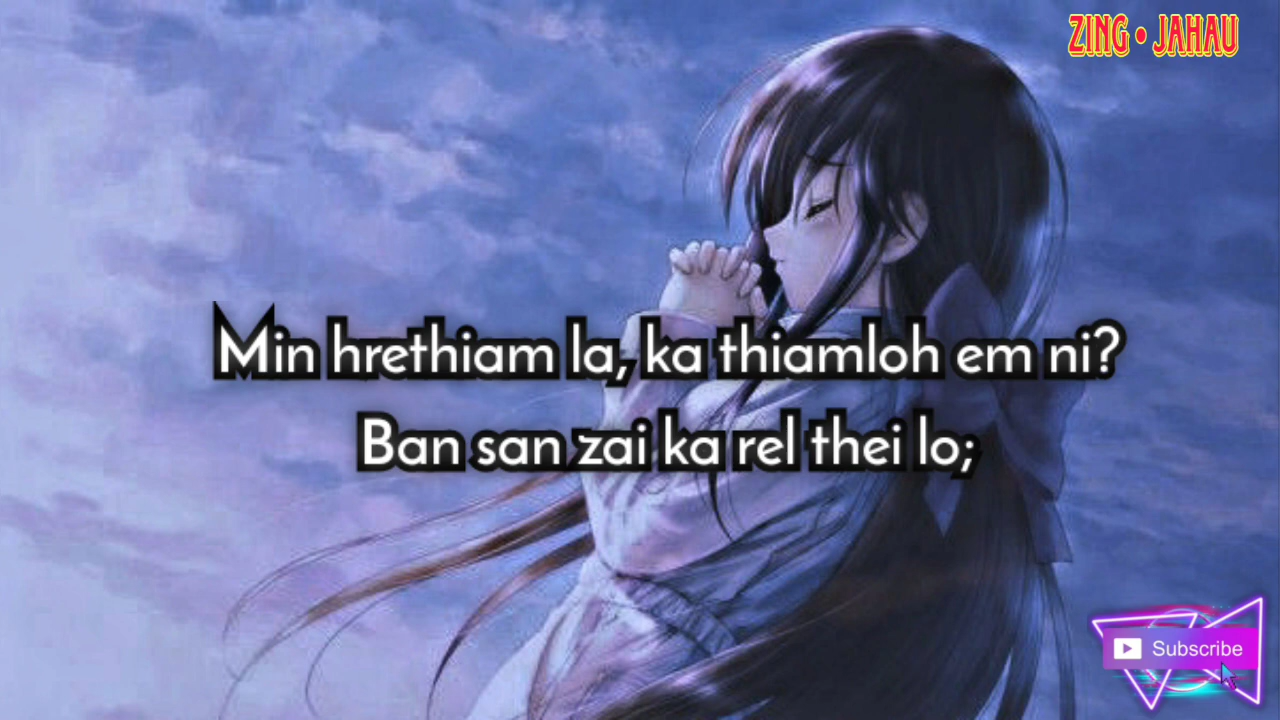 ZING • JAHAU
Min hrethiam la, ka thiamloh em ni?
Ban san zai ka rel thei lo;
Subscribe